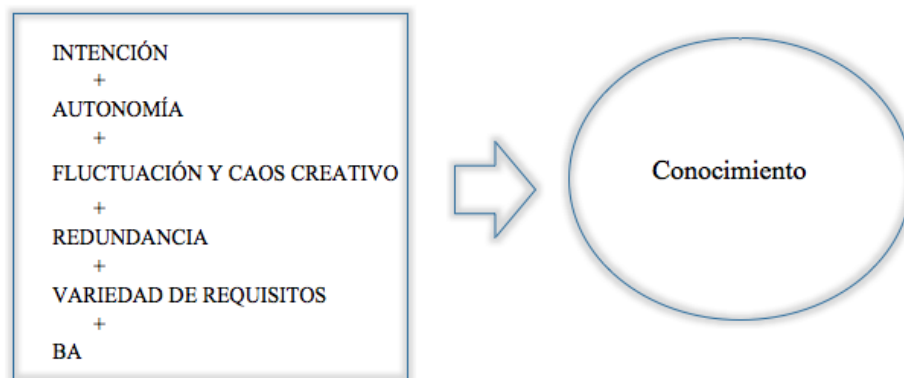 INTENCIÓN
+
AUTONOMÍA
+
FLUCTUACIÓN Y CAOS CREATIVO
+
REDUNDANCIA
+
VARIEDAD DE REQUISITOS
+
BA
Conocimiento